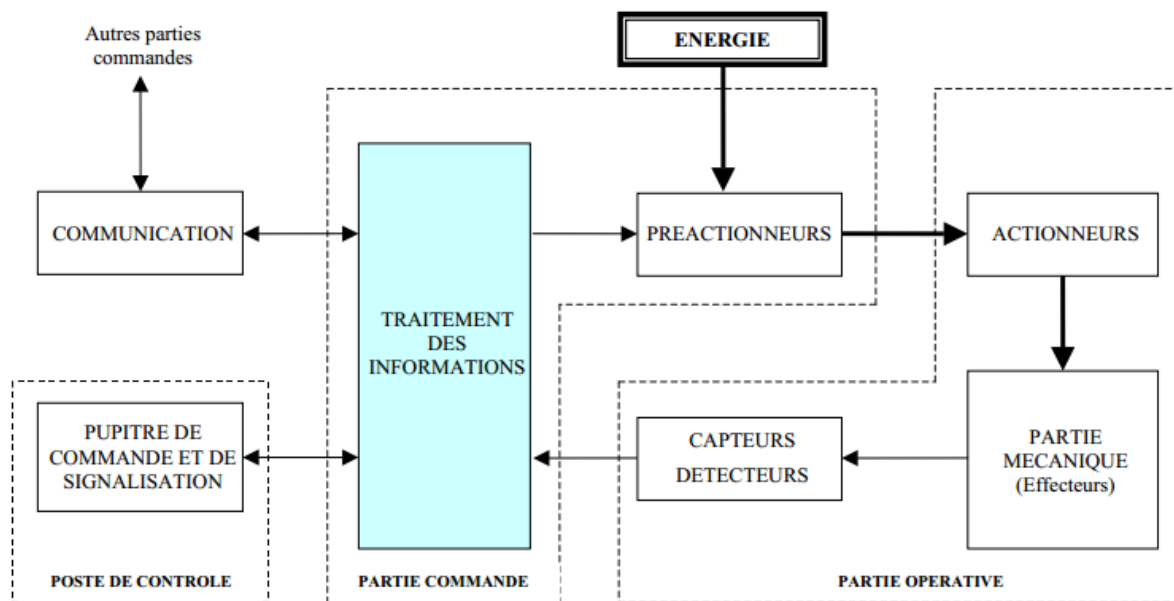 Autres parties
commandes
ENERGIE
COMMUNICATION
PREACTIONNEURS
ACTIONNEURS
TRAITEMENT
DES
INFORMATIONS
PUPITRE DE
COMMANDE ET DE
SIGNALISATION
CAPTEURS
DETECTEURS
PARTIE
MECANIQUE
(Effecteurs)
POSTE DE CONTROLE
PARTIE COMMANDE
PARTIE OPERATIVE